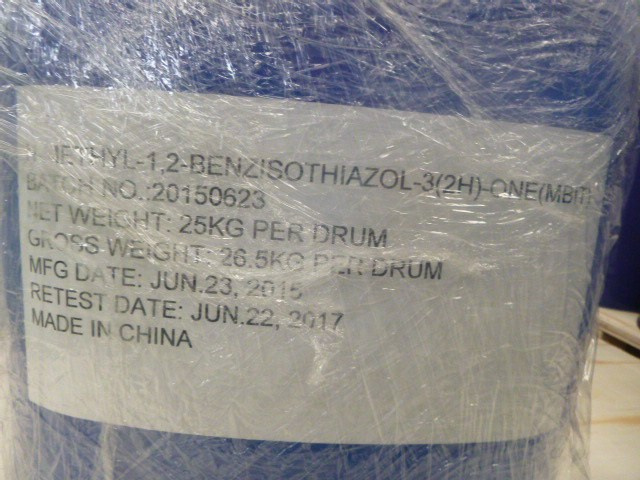 -1,2-BENZISOTHIAZOL-3(2H)-ONE(MBIT)
BATCH NO.:20150623
NET WEIGHT: 25KG PER DRUM
GROSS WEIGHT: 26.5KG PER DRUM
MFG DATE: JUN.23, 2015
RETEST DATE: JUN.22, 2017
MADE IN CHINA